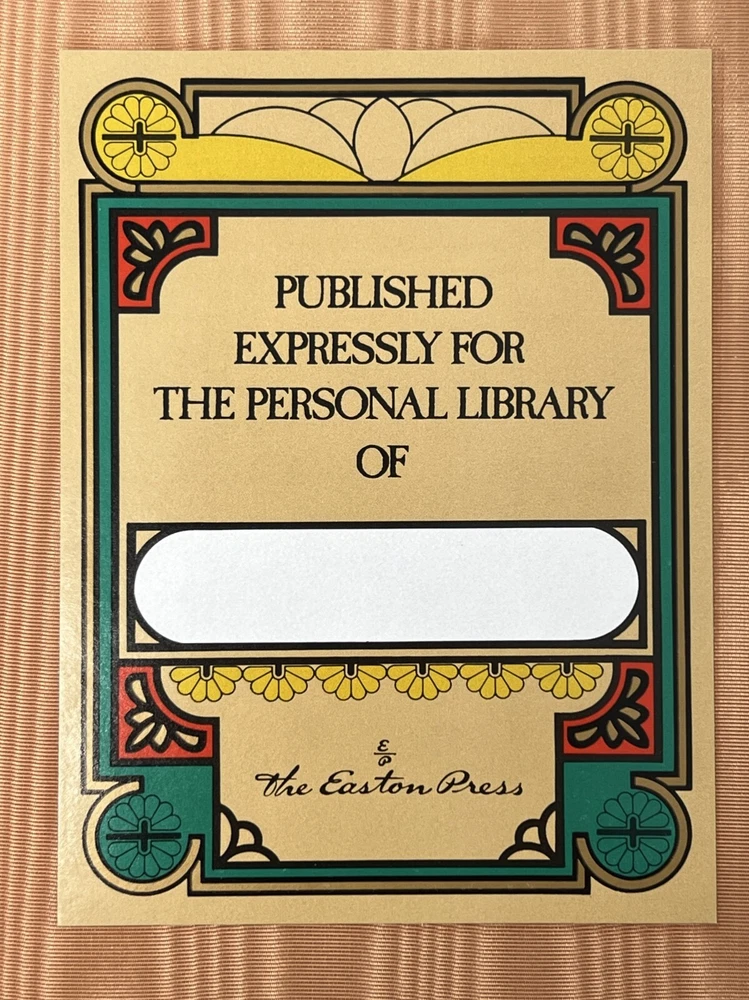 PUBLISHED
EXPRESSLY FOR
THE PERSONAL LIBRARY
OF
E
P
The Easton Press